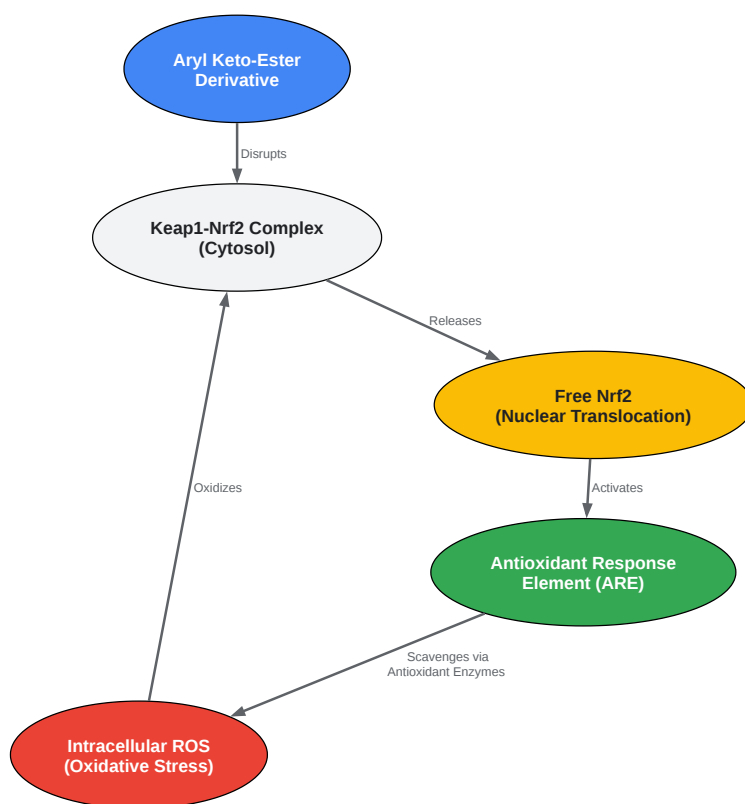 Aryl Keto-Ester
Derivative
Disrupts
Keap1-Nrf2 Complex
(Cytosol)
Releases
Free Nrf2
(Nuclear Translocation)
Oxidizes
Activates
Antioxidant Response
Element (ARE)
Scavenges via
Antioxidant Enzymes
Intracellular ROS
(Oxidative Stress)